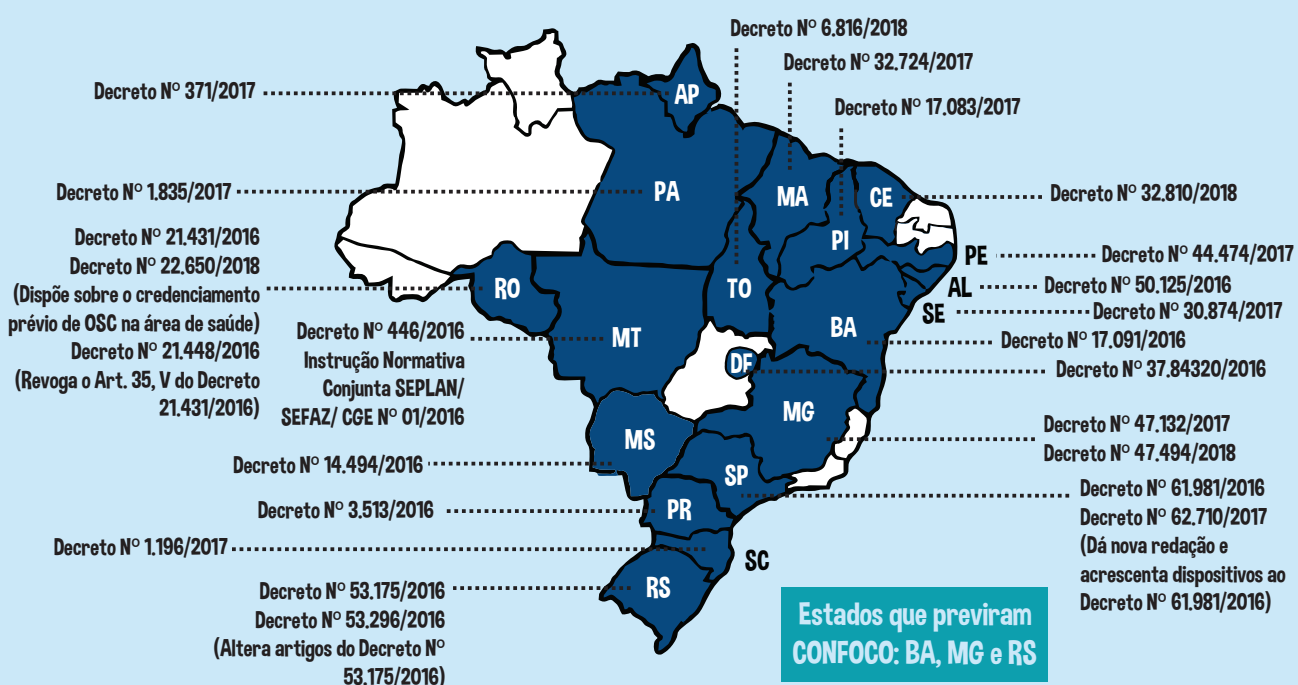 Decreto Nº 6.816/2018
Decreto Nº 32.724/2017
Decreto Nº 17.083/2017
Decreto Nº 371/2017
AP
Decreto Nº 1.835/2017
PA
MA
CE
PI
Decreto Nº 32.810/2018
Decreto Nº 21.431/2016
Decreto Nº 22.650/2018
(Dispõe sobre o credenciamento
prévio de OSC na área de saúde)
Decreto Nº 21.448/2016
(Revoga o Art. 35, V do Decreto
21.431/2016)
RO
TO
PE
Decreto Nº 44.474/2017
AL
Decreto Nº 50.125/2016
SE
Decreto Nº 30.874/2017
BA
Decreto Nº 17.091/2016
DF
Decreto Nº 37.84320/2016
Decreto Nº 446/2016
Instrução Normativa
Conjunta SEPLAN/
SEFAZ/ CGE Nº 01/2016
MT
MG
Decreto Nº 47.132/2017
Decreto Nº 47.494/2018
MS
Decreto Nº 14.494/2016
SP
Decreto Nº 61.981/2016
Decreto Nº 62.710/2017
(Dá nova redação e
acrescenta dispositivos ao
Decreto Nº 61.981/2016)
Decreto Nº 3.513/2016
PR
Decreto Nº 1.196/2017
SC
Decreto Nº 53.175/2016
Decreto Nº 53.296/2016
(Altera artigos do Decreto Nº
53.175/2016)
RS
Estados que previram
CONFOCO: BA, MG e RS